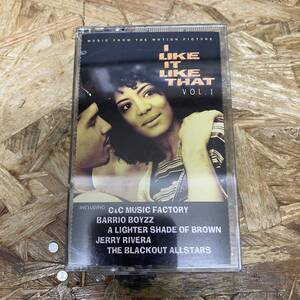 MUSIC FROM THE MOTION PICTURE
I
LIKE
IT
LIKE
THAT
VOL.1
INCLUDING:
C&C MUSIC FACTORY
BARRIO BOYZZ
A LIGHTER SHADE OF BROWN
JERRY RIVERA
THE BLACKOUT ALLSTARS